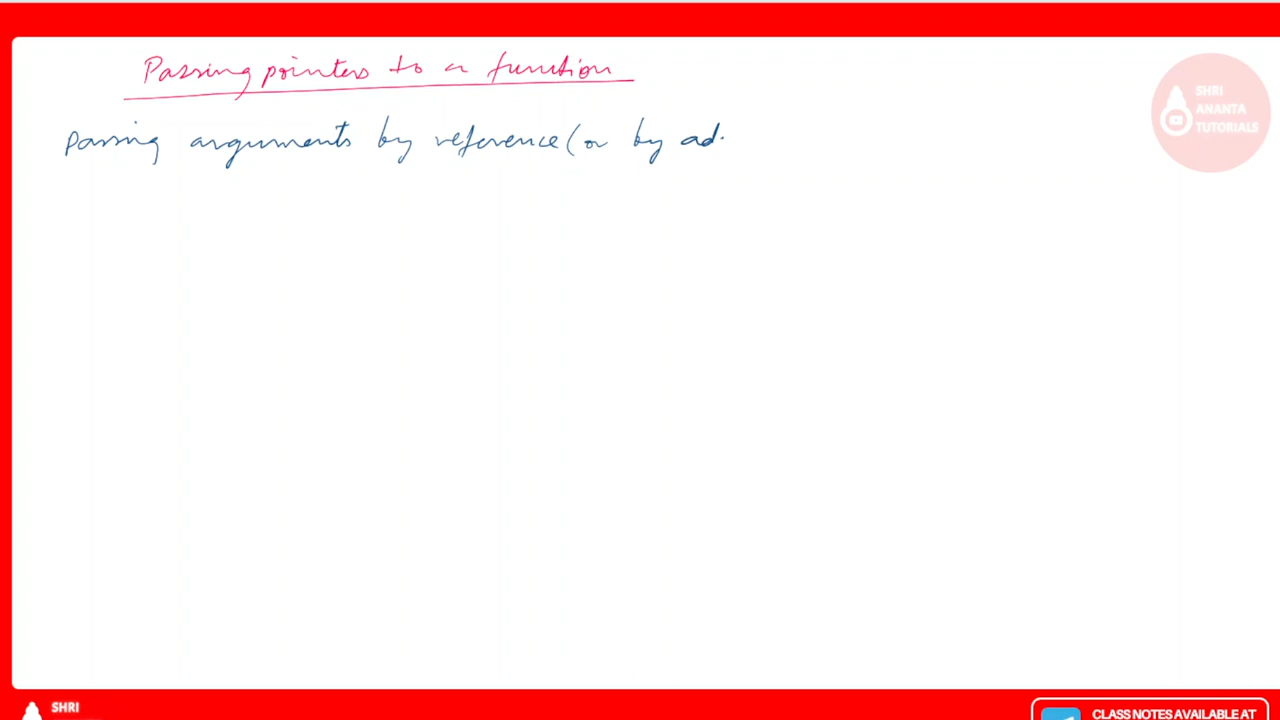 Passing pointers to a function
SHRI
ANANTA
TUTORIALS
Passing arguments by reference (or by ad
SHRI
CLASS NOTES AVAILABLE AT